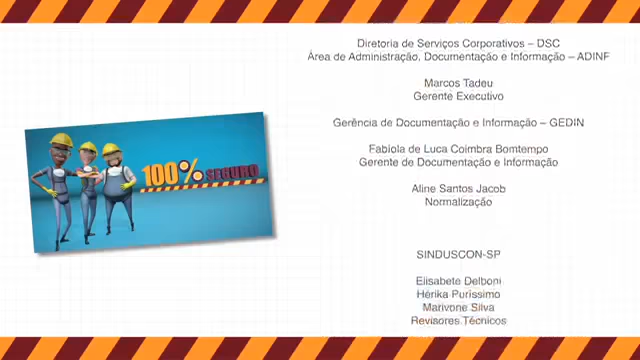 Diretoria de Serviços Corporativos – DSC
Área de Administração, Documentação e Informação – ADINF
Marcos Tadeu
Gerente Executivo
Gerência de Documentação e Informação – GEDIN
Fabiola de Luca Coimbra Bomtempo
Gerente de Documentação e Informação
Aline Santos Jacob
Normalização
100% SEGURO
SINDUSCON-SP
Elisabete Delboni
Hérika Puríssimo
Marivone Silva
Revisores Técnicos